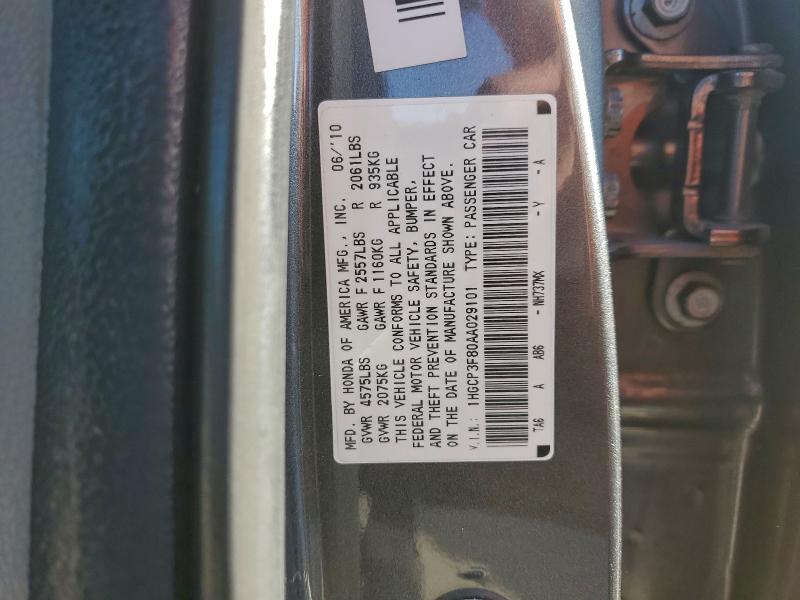 MFD. BY HONDA OF AMERICA MFG., INC. 06/'10
GVWR 4575LBS GAWR F 2557LBS R 2061LBS
GVWR 2075KG GAWR F 1160KG R 935KG
THIS VEHICLE CONFORMS TO ALL APPLICABLE
FEDERAL MOTOR VEHICLE SAFETY, BUMPER,
AND THEFT PREVENTION STANDARDS IN EFFECT
ON THE DATE OF MANUFACTURE SHOWN ABOVE.
V.I.N.: 1HGCP3F80AA029101 TYPE: PASSENGER CAR
TA6 A AB6 - NH737MX - Y - A